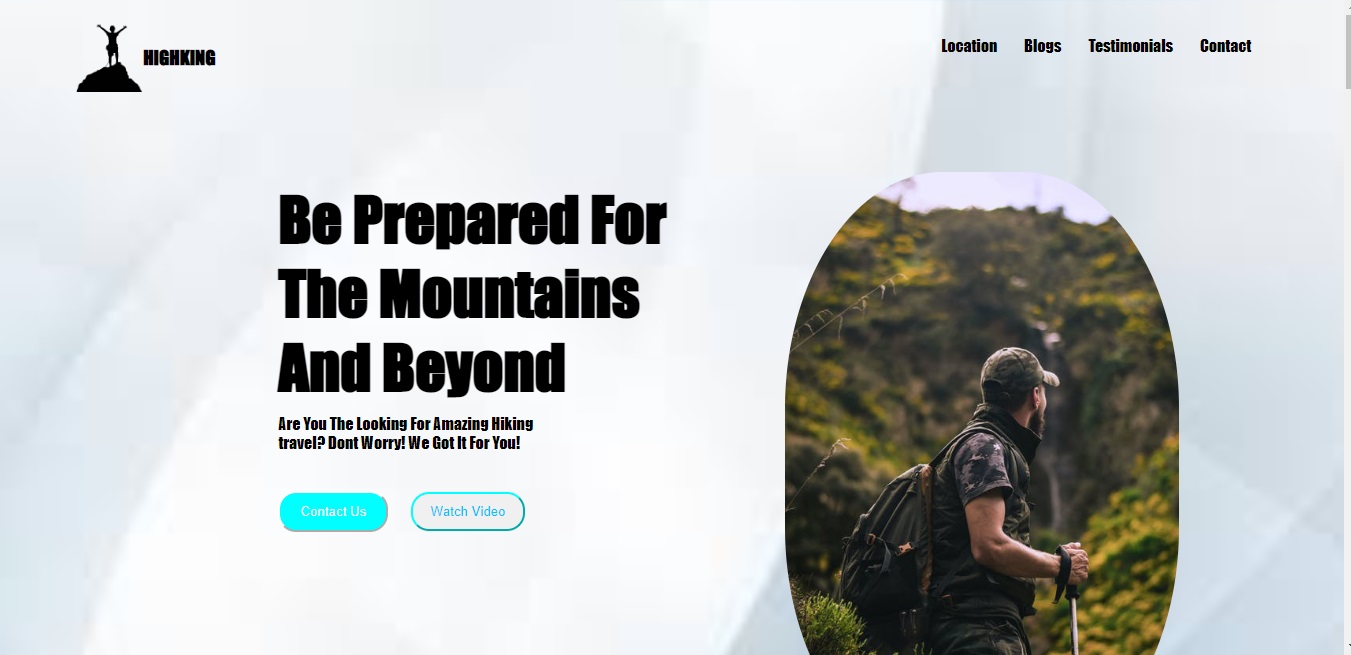 HIGHKING
Location Blogs Testimonials Contact
Be Prepared For
The Mountains
And Beyond
Are You The Looking For Amazing Hiking
travel? Dont Worry! We Got It For You!
Contact Us Watch Video